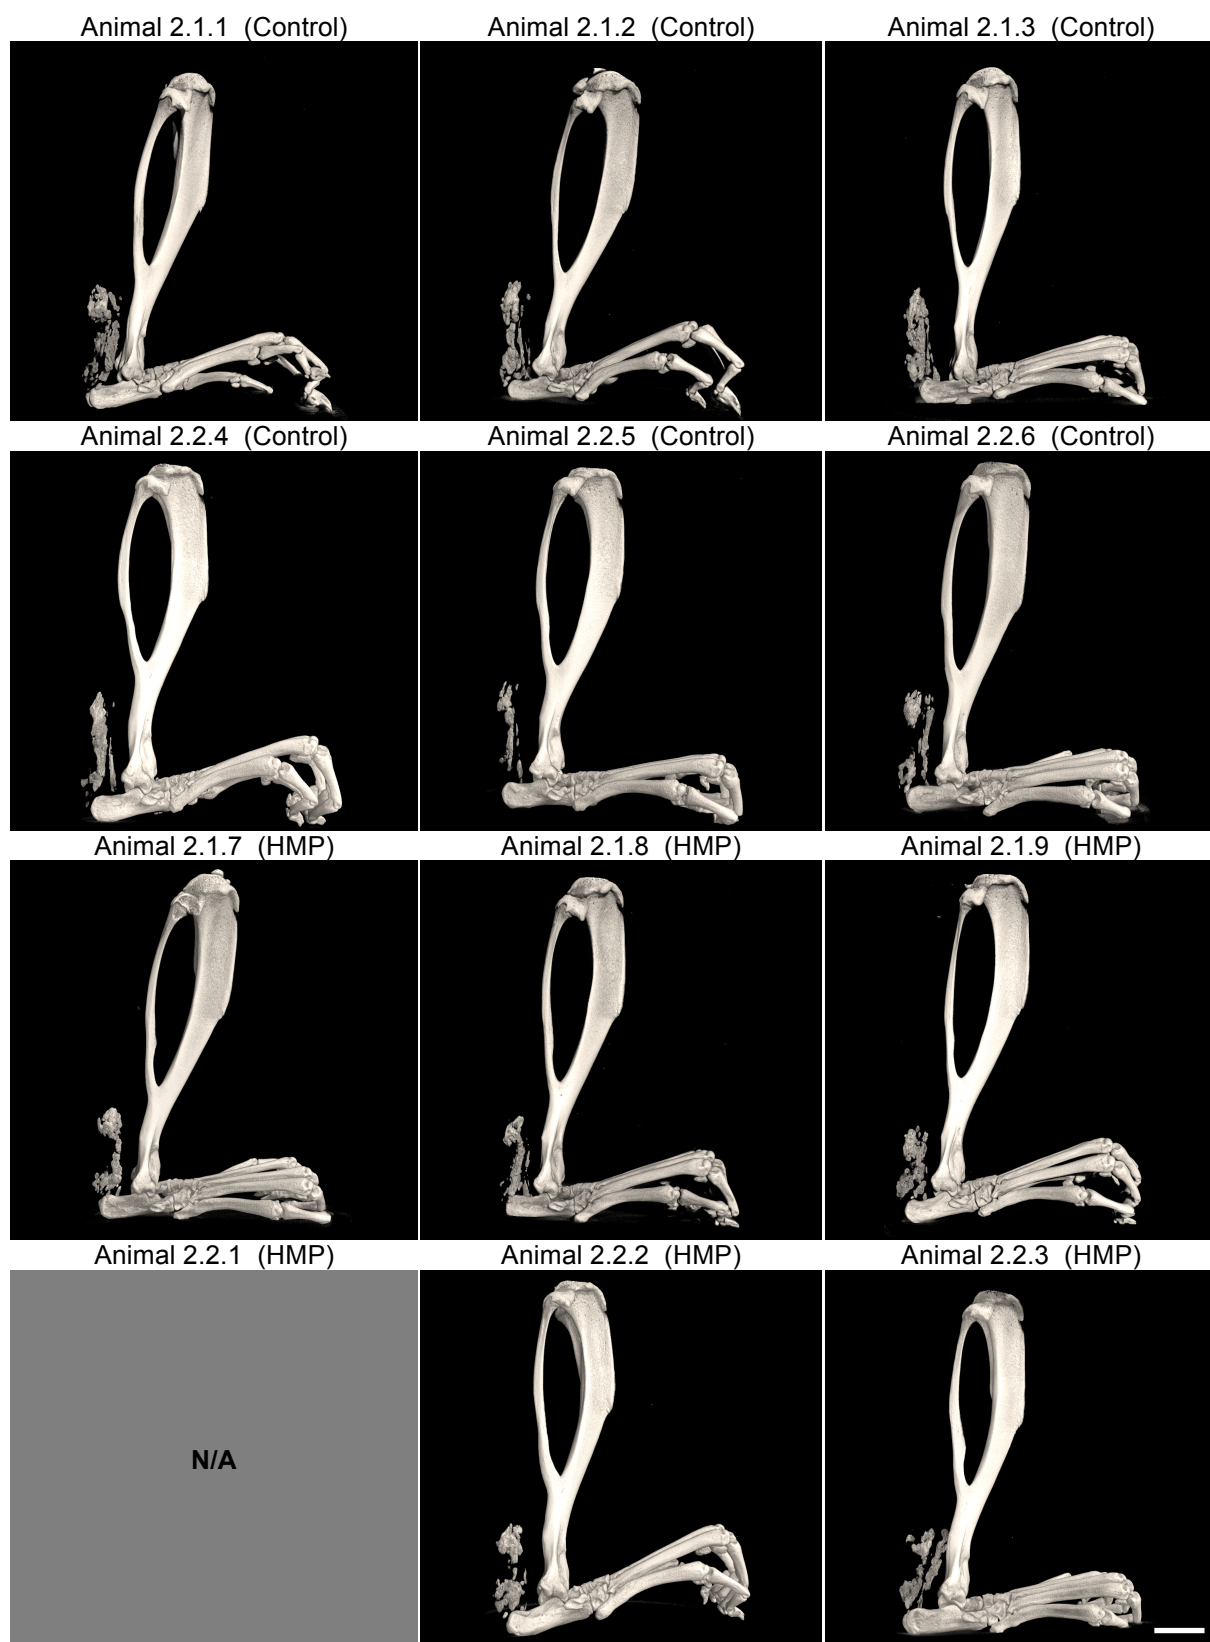 Animal 2.1.1 (Control)
Animal 2.1.2 (Control)
Animal 2.1.3 (Control)
Animal 2.2.4 (Control)
Animal 2.2.5 (Control)
Animal 2.2.6 (Control)
Animal 2.1.7 (HMP)
Animal 2.1.8 (HMP)
Animal 2.1.9 (HMP)
Animal 2.2.1 (HMP)
Animal 2.2.2 (HMP)
Animal 2.2.3 (HMP)
N/A